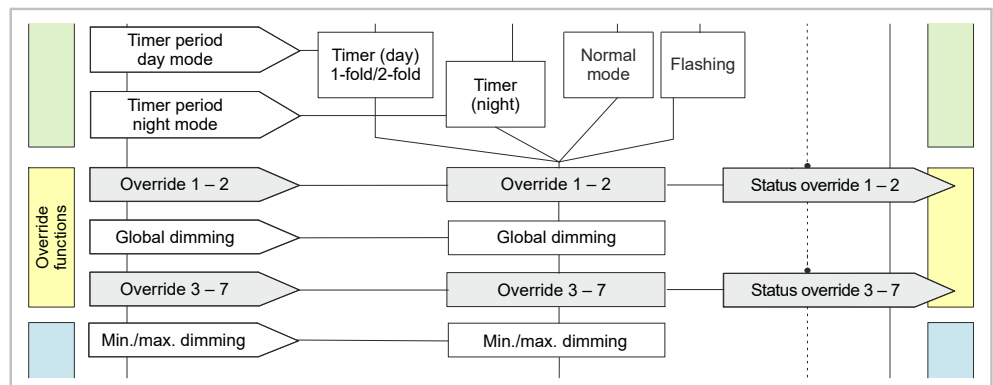 Timer period
day mode
Timer (day)
1-fold/2-fold
Normal
mode
Flashing
Timer
(night)
Timer period
night mode
Override
functions
Override 1 – 2
Override 1 – 2
Status override 1 – 2
Global dimming
Global dimming
Override 3 – 7
Override 3 – 7
Status override 3 – 7
Min./max. dimming
Min./max. dimming